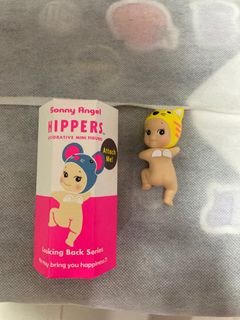 Sonny Angel
HIPPERS
DECORATIVE MINI FIGURE
Attach
Me!
Looking Back Series
may bring you happiness.